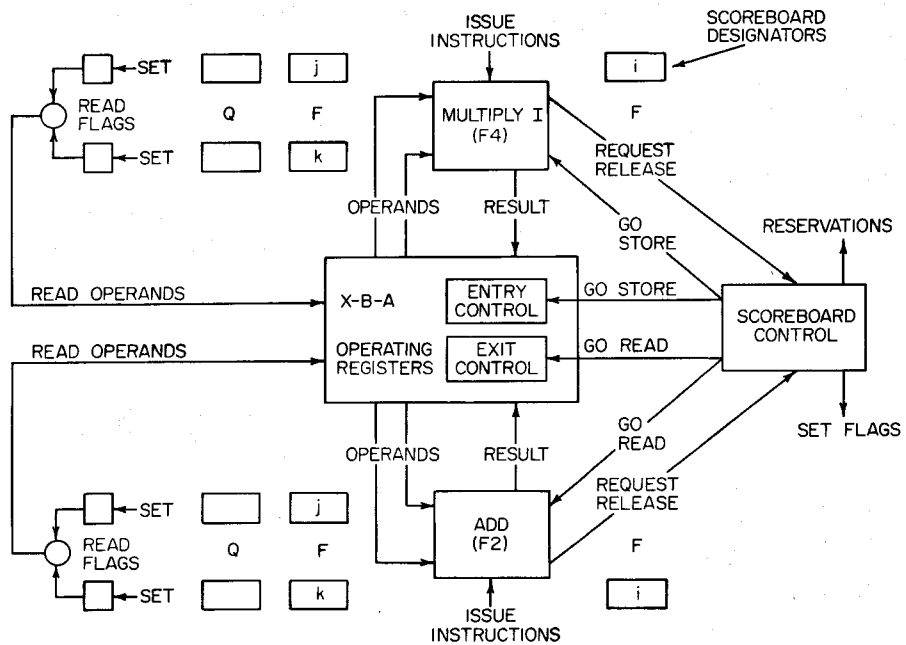 ISSUE
INSTRUCTIONS
SCOREBOARD
DESIGNATORS
SET
j
i
READ
FLAGS
Q
F
MULTIPLY I
(F4)
F
SET
k
REQUEST
RELEASE
OPERANDS
RESULT
GO
STORE
RESERVATIONS
READ OPERANDS
X-B-A
ENTRY
CONTROL
GO STORE
SCOREBOARD
CONTROL
READ OPERANDS
OPERATING
REGISTERS
EXIT
CONTROL
GO READ
SET FLAGS
OPERANDS
RESULT
GO
READ
REQUEST
RELEASE
SET
j
READ
FLAGS
Q
F
ADD
(F2)
F
SET
k
i
ISSUE
INSTRUCTIONS